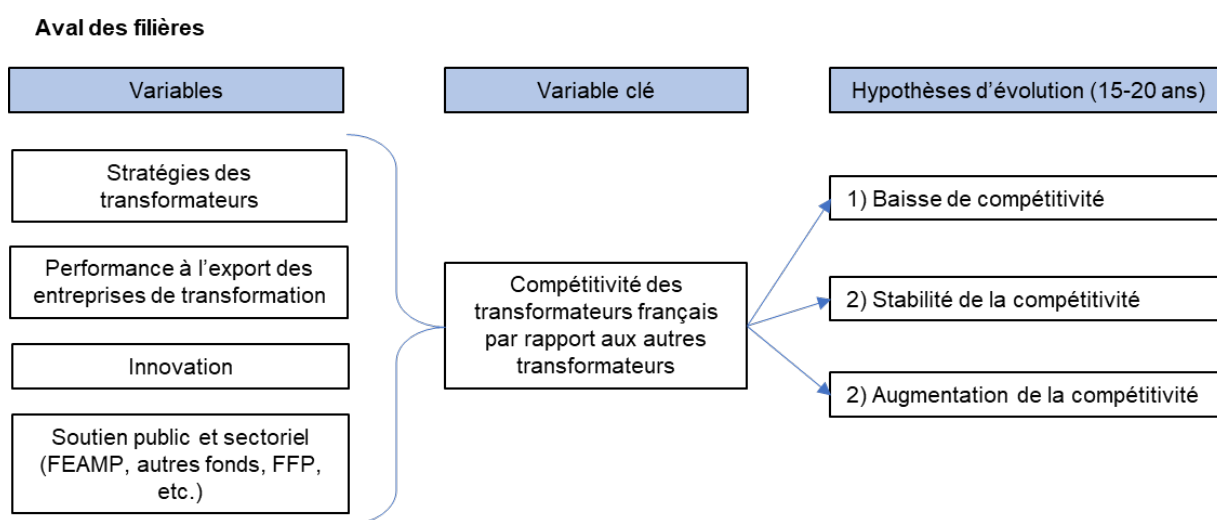 Aval des filières
Variables
Variable clé
Hypothèses d'évolution (15-20 ans)
Stratégies des
transformateurs
Performance à l'export des
entreprises de transformation
Innovation
Soutien public et sectoriel
(FEAMP, autres fonds, FFP,
etc.)
Compétitivité des
transformateurs français
par rapport aux autres
transformateurs
1) Baisse de compétitivité
2) Stabilité de la compétitivité
2) Augmentation de la compétitivité